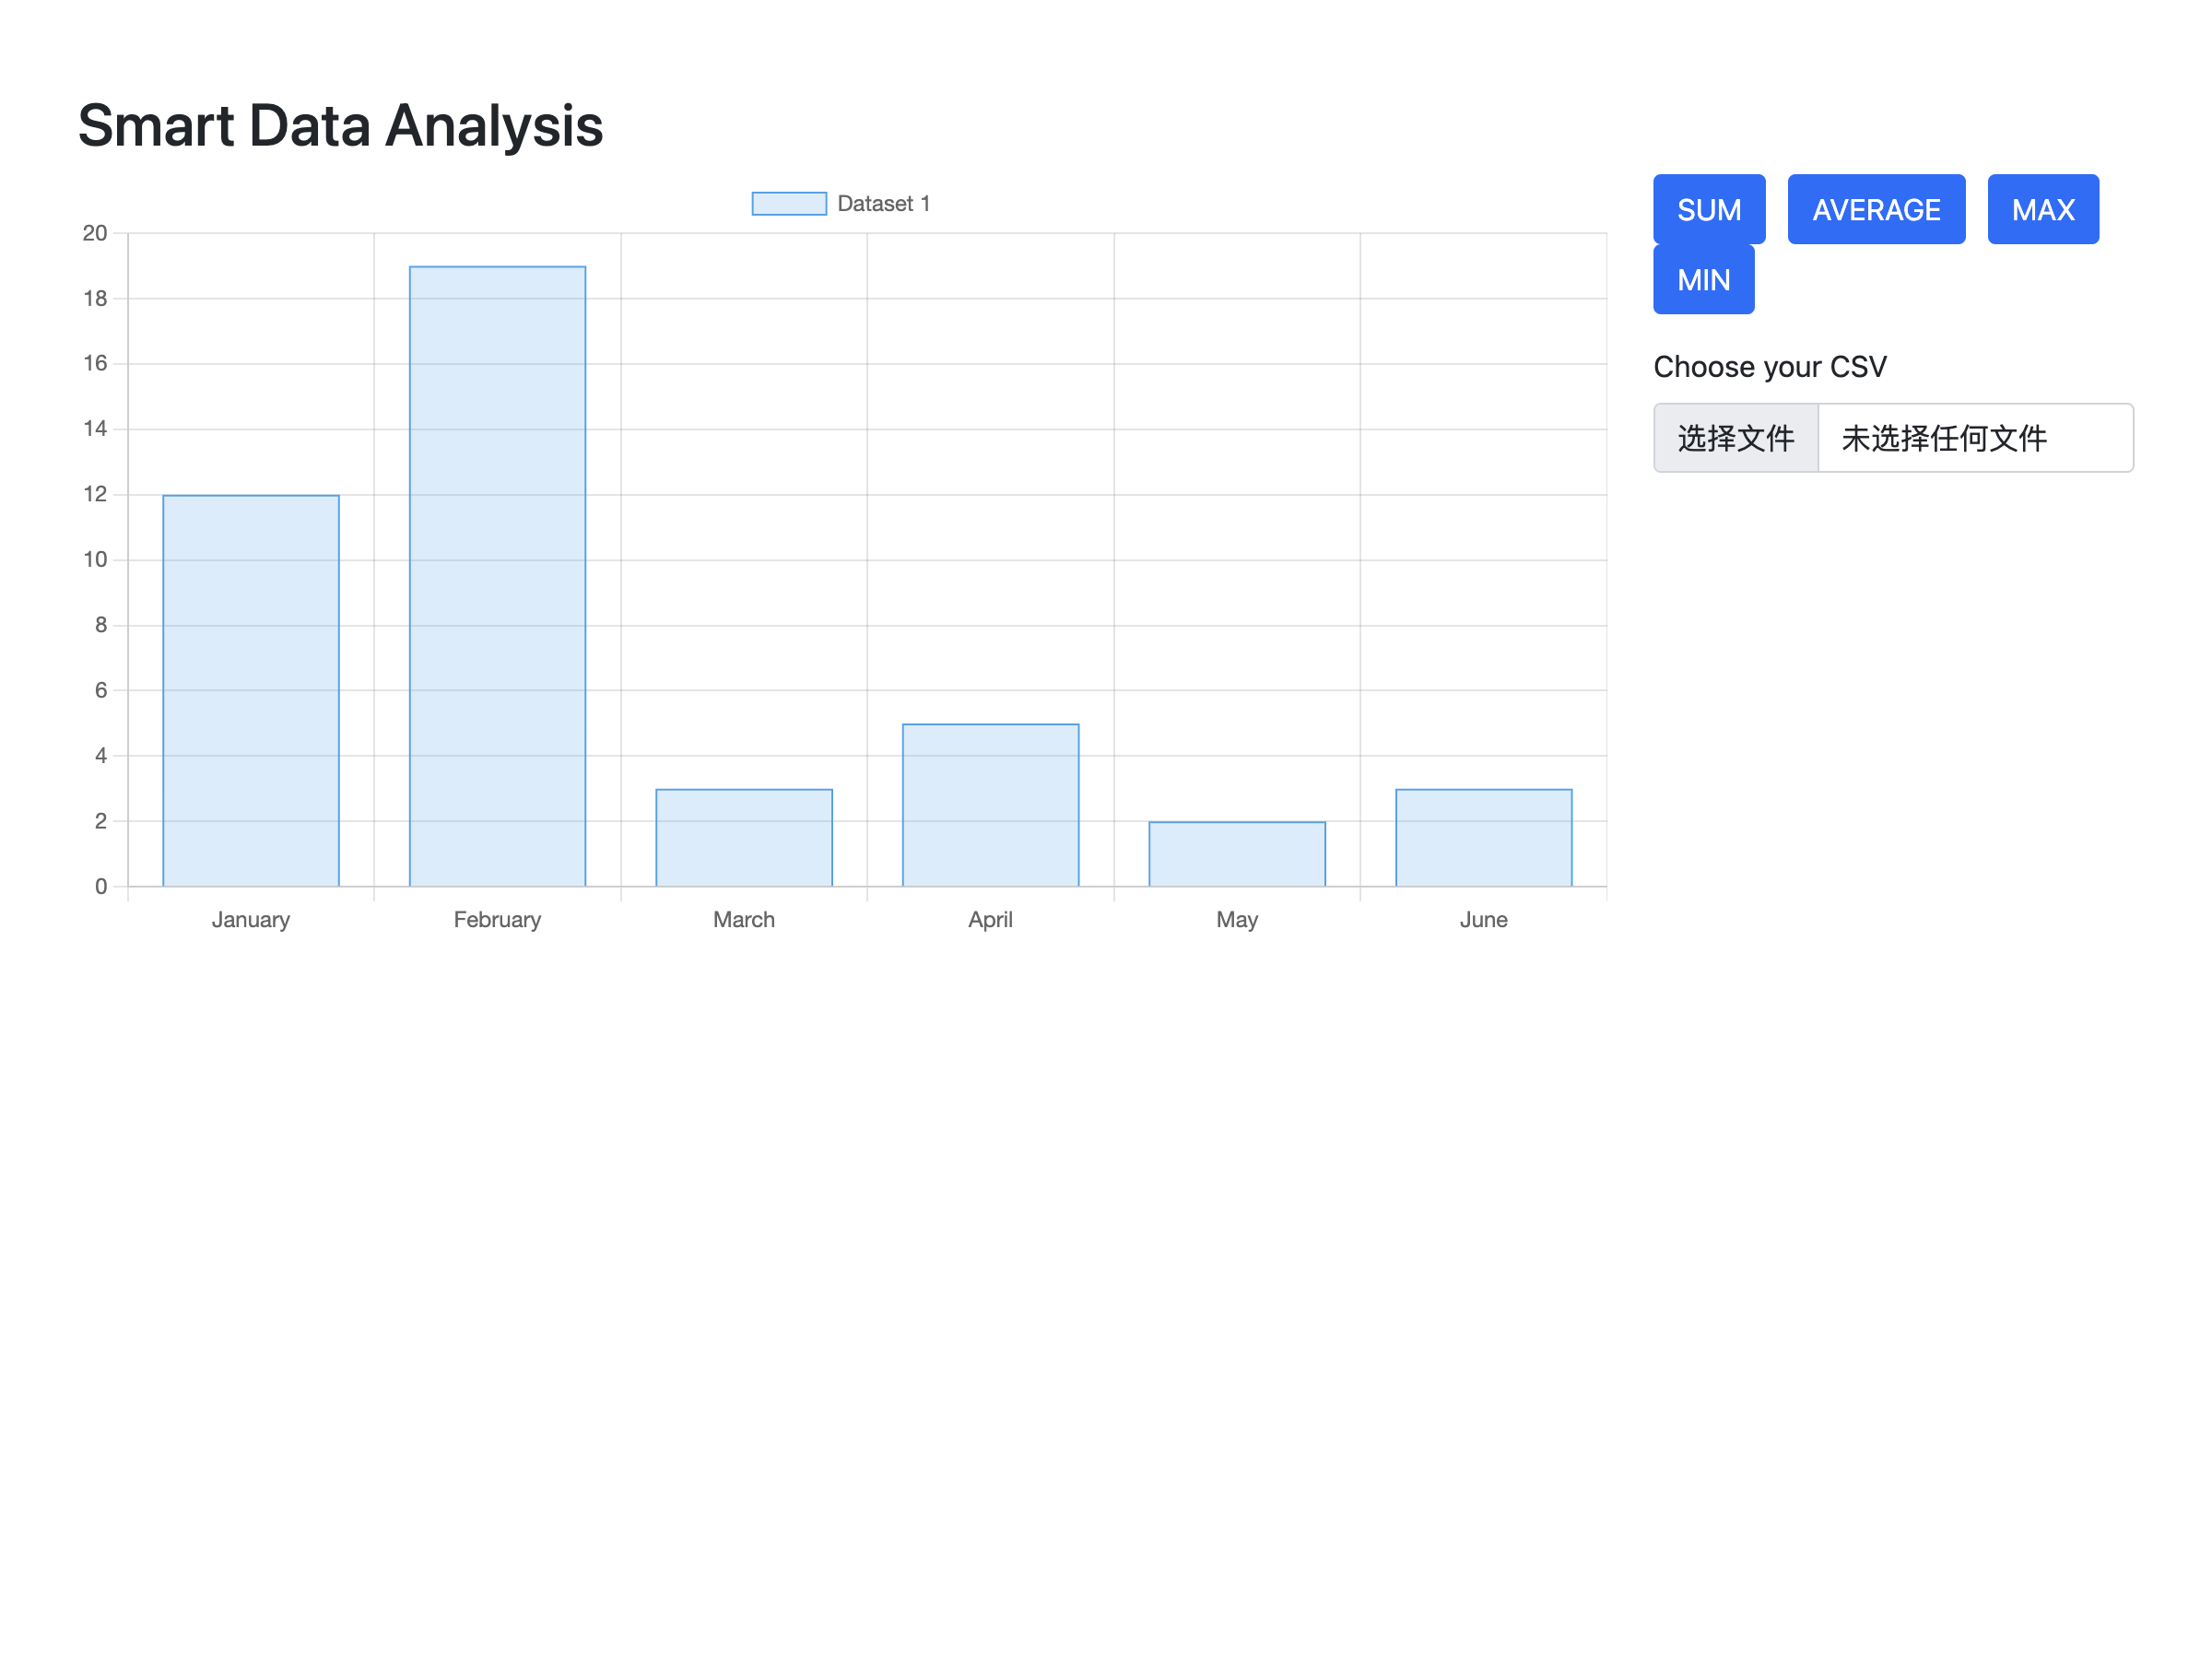 Smart Data Analysis
Dataset 1
20
18
16
14
12
10
8
6
4
2
0
January February March April May June
SUM AVERAGE MAX
MIN
Choose your CSV
选择文件 未选择任何文件